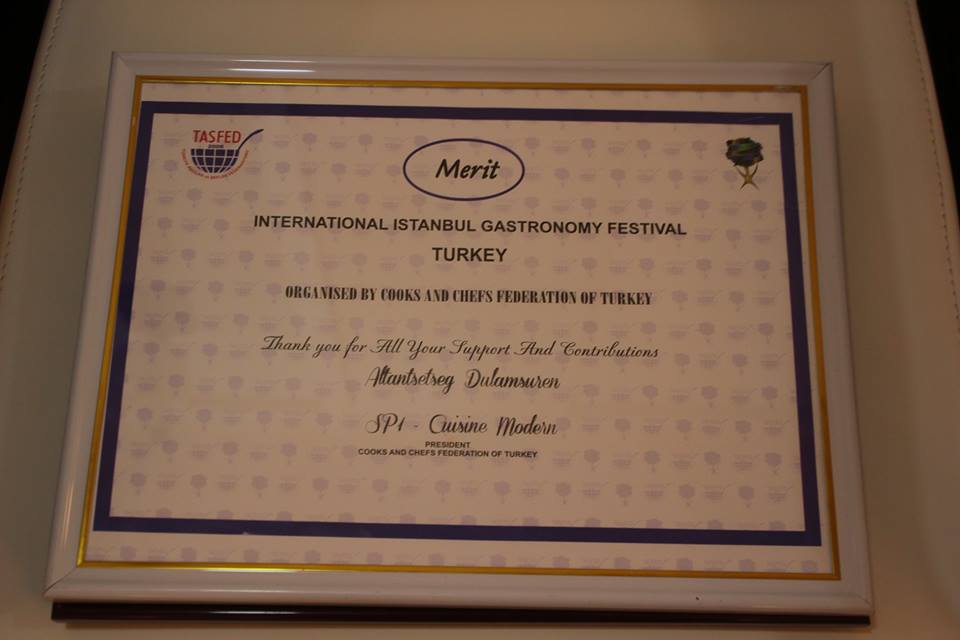 TASFED
2006
Merit
INTERNATIONAL ISTANBUL GASTRONOMY FESTIVAL
TURKEY
ORGANISED BY COOKS AND CHEFS FEDERATION OF TURKEY
Thank you for All Your Support And Contributions
Altantsetseg Dulamsuren
SP1 - Cuisine Modern
PRESIDENT
COOKS AND CHEFS FEDERATION OF TURKEY